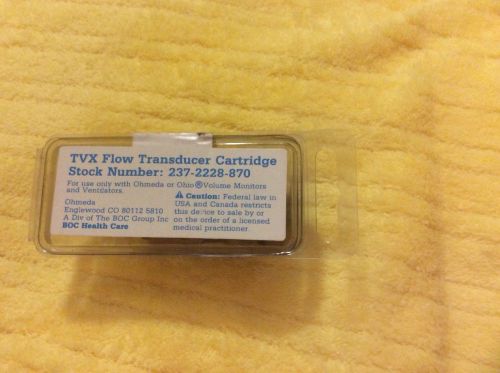 TVX Flow Transducer Cartridge
Stock Number: 237-2228-870
For use only with Ohmeda or Ohio® Volume Monitors
and Ventilators.
Ohmeda
Englewood CO 80112 5810
A Div of The BOC Group Inc
BOC Health Care
⚠ Caution: Federal law in
USA and Canada restricts
this device to sale by or
on the order of a licensed
medical practitioner.